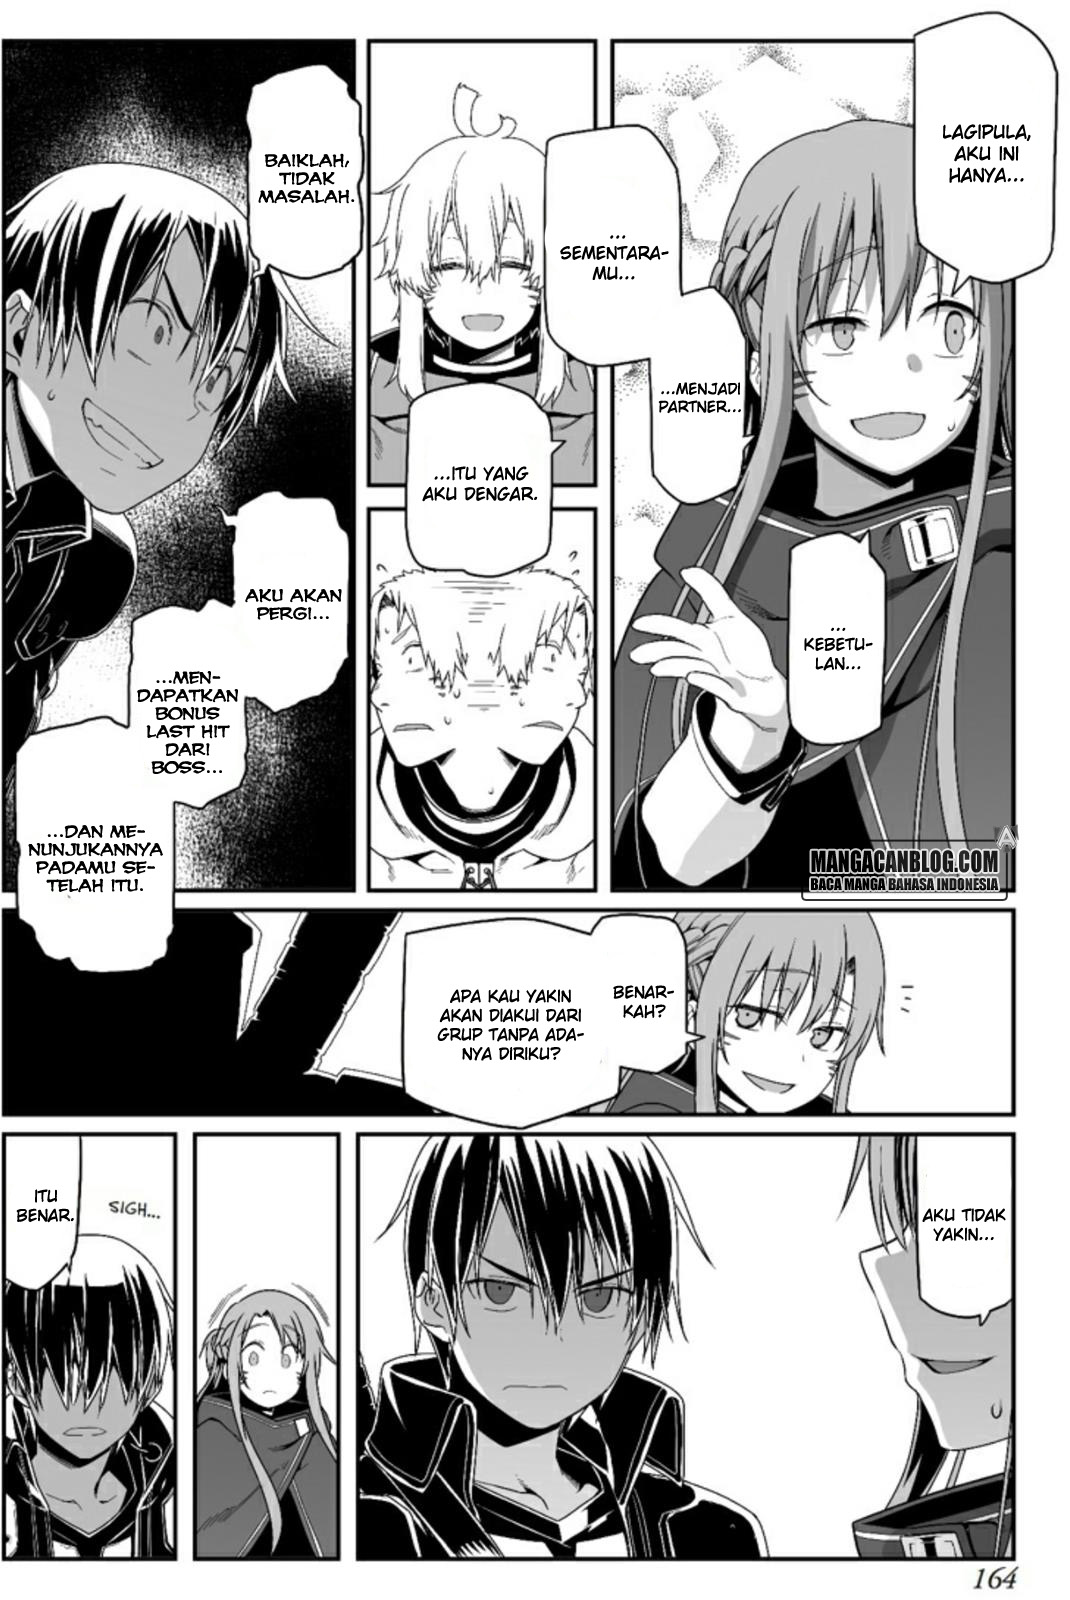 LAGIPULA,
AKU INI
HANYA...
...
KEBETU-
LAN...
...MENJADI
PARTNER...
...
SEMENTARA-
MU...
...ITU YANG
AKU DENGAR.
BAIKLAH,
TIDAK
MASALAH.
AKU AKAN
PERGI...
...MEN-
DAPATKAN
BONUS
LAST HIT
DARI
BOSS...
...DAN ME-
NUNJUKANNYA
PADAMU SE-
TELAH ITU.
MANGACANBLOG.COM
BACA MANGA BAHASA INDONESIA
BENAR-
KAH?
APA KAU YAKIN
AKAN DIAKUI DARI
GRUP TANPA ADA-
NYA DIRIKU?
AKU TIDAK
YAKIN...
SIGH...
ITU
BENAR.
164